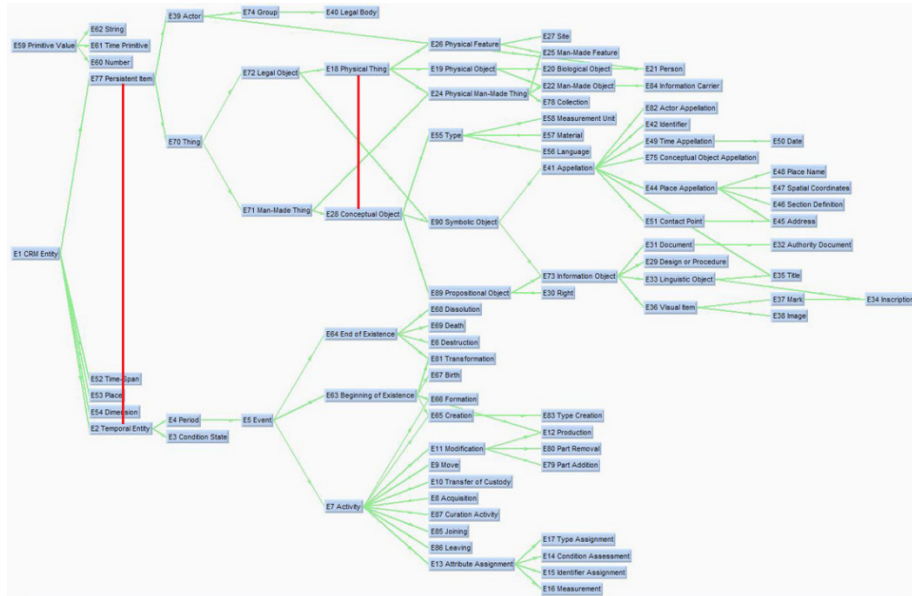 E59 Primitive Value
E62 String
E61 Time Primitive
E60 Number
E1 CRM Entity
E77 Persistent Item
E52 Time-Span
E53 Place
E54 Dimension
E2 Temporal Entity
E39 Actor
E70 Thing
E74 Group
E40 Legal Body
E72 Legal Object
E71 Man-Made Thing
E18 Physical Thing
E28 Conceptual Object
E26 Physical Feature
E19 Physical Object
E24 Physical Man-Made Thing
E27 Site
E25 Man-Made Feature
E20 Biological Object
E22 Man-Made Object
E78 Collection
E21 Person
E84 Information Carrier
E55 Type
E58 Measurement Unit
E57 Material
E56 Language
E90 Symbolic Object
E89 Propositional Object
E41 Appellation
E82 Actor Appellation
E42 Identifier
E49 Time Appellation
E75 Conceptual Object Appellation
E44 Place Appellation
E51 Contact Point
E50 Date
E48 Place Name
E47 Spatial Coordinates
E46 Section Definition
E45 Address
E73 Information Object
E30 Right
E31 Document
E29 Design or Procedure
E33 Linguistic Object
E36 Visual Item
E32 Authority Document
E35 Title
E37 Mark
E38 Image
E34 Inscription
E4 Period
E3 Condition State
E5 Event
E64 End of Existence
E63 Beginning of Existence
E7 Activity
E68 Dissolution
E69 Death
E6 Destruction
E81 Transformation
E67 Birth
E66 Formation
E65 Creation
E83 Type Creation
E12 Production
E11 Modification
E80 Part Removal
E79 Part Addition
E9 Move
E10 Transfer of Custody
E8 Acquisition
E87 Curation Activity
E85 Joining
E86 Leaving
E13 Attribute Assignment
E17 Type Assignment
E14 Condition Assessment
E15 Identifier Assignment
E16 Measurement